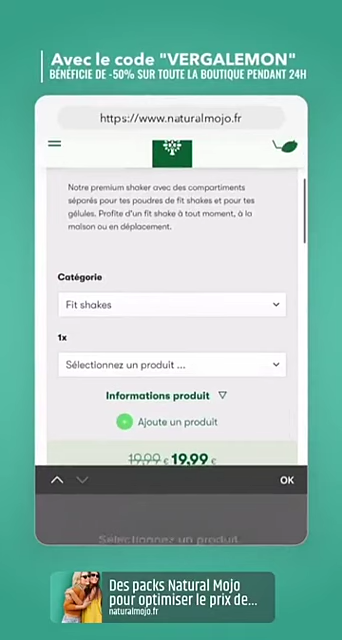 Avec le code "VERGALEMON"
BÉNÉFICIE DE -50% SUR TOUTE LA BOUTIQUE PENDANT 24H
https://www.naturalmojo.fr
Notre premium shaker avec des compartiments
séparés pour tes poudres de fit shakes et pour tes
gélules. Profite d'un fit shake à tout moment, à la
maison ou en déplacement.
Catégorie
Fit shakes
1x
Sélectionnez un produit ...
Informations produit
Ajoute un produit
19,99 € 19,99 €
OK
Sélectionnez un produit
Des packs Natural Mojo
pour optimiser le prix de...
naturalmojo.fr